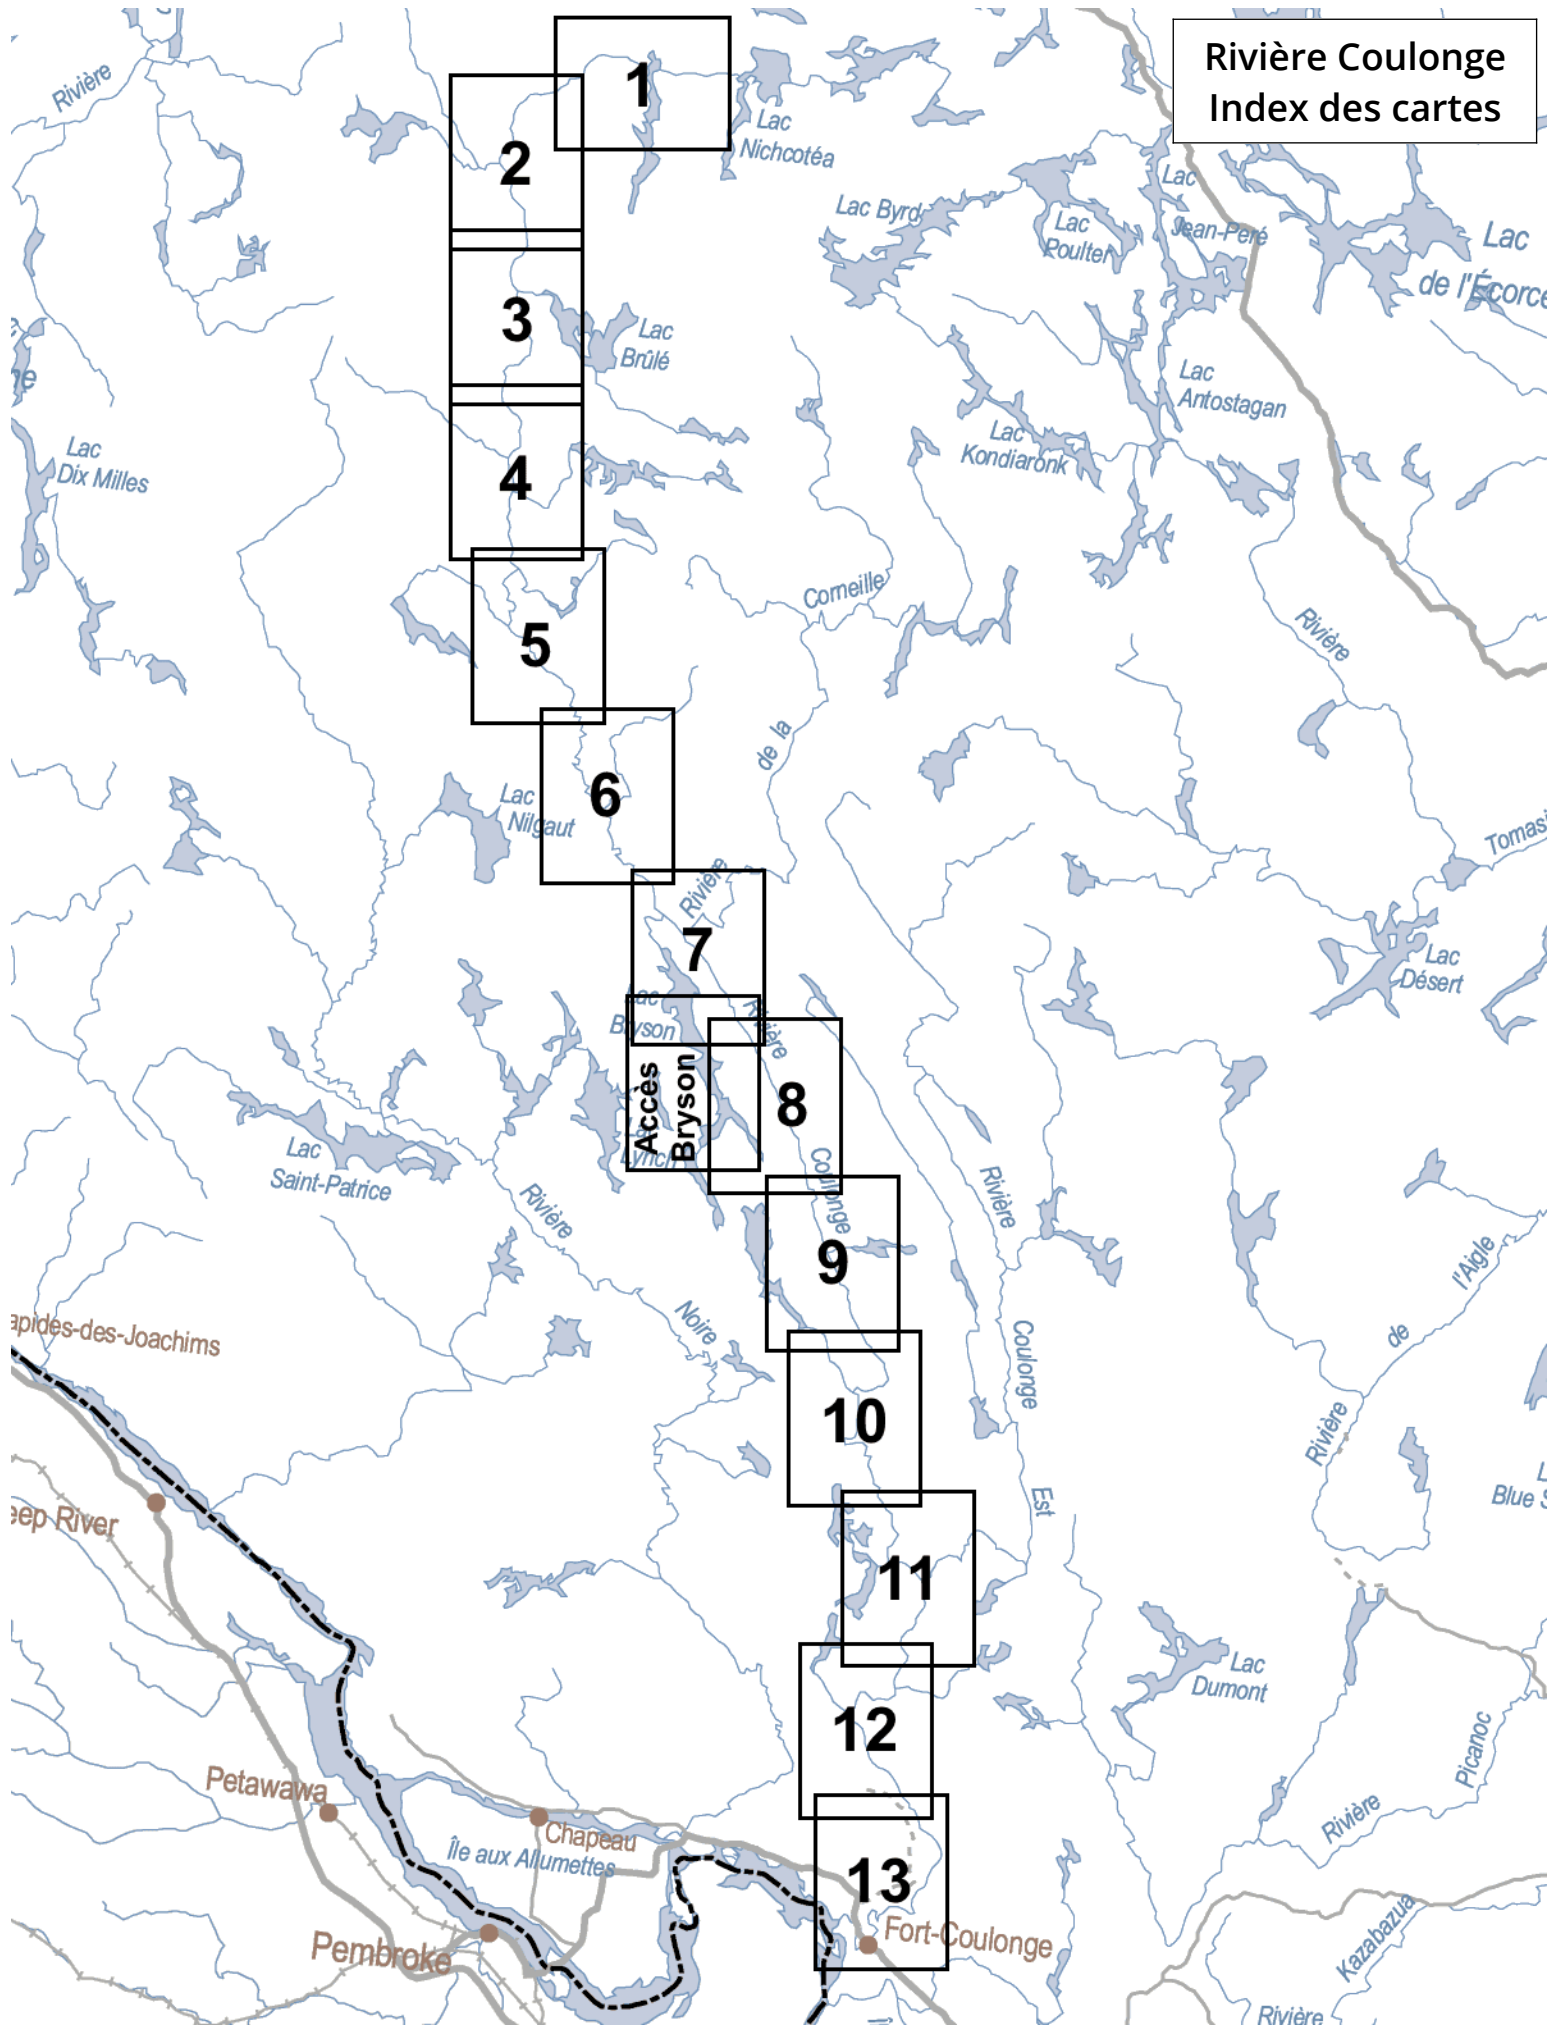 Rivière Coulonge
Index des cartes
Rivière
1
Lac
Nichcotéa
2
Lac
Lac Byrd
Lac
Poulter
Jean-Peré
Lac
de l'Écorce
3
Lac
Brûlé
Lac
Antostagan
Lac
Kondiaronk
Lac
Dix Milles
4
Corneille
Rivière
5
de la
6
Lac
Nilgaut
Tomasi
Rivière
7
Lac
Désert
Lac
Bryson
Rivière
Accès
Bryson
8
Lac
Lynch
Lac
Saint-Patrice
Coulonge
Rivière
Rivière
9
l'Aigle
Noire
de
apides-des-Joachims
Coulonge
10
Rivière
Est
Blue S
eep River
11
Lac
Dumont
12
Picanoc
Petawawa
Chapeau
Île aux Allumettes
Rivière
13
Fort-Coulonge
Kazabazua
Pembroke
Rivière